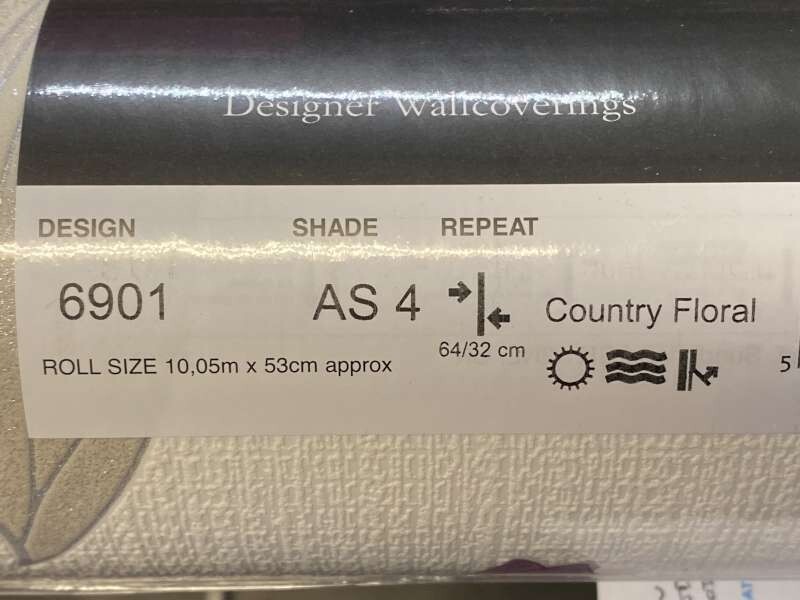 Designer Wallcoverings
DESIGN SHADE REPEAT
6901 AS 4 Country Floral
64/32 cm
ROLL SIZE 10,05m x 53cm approx
5